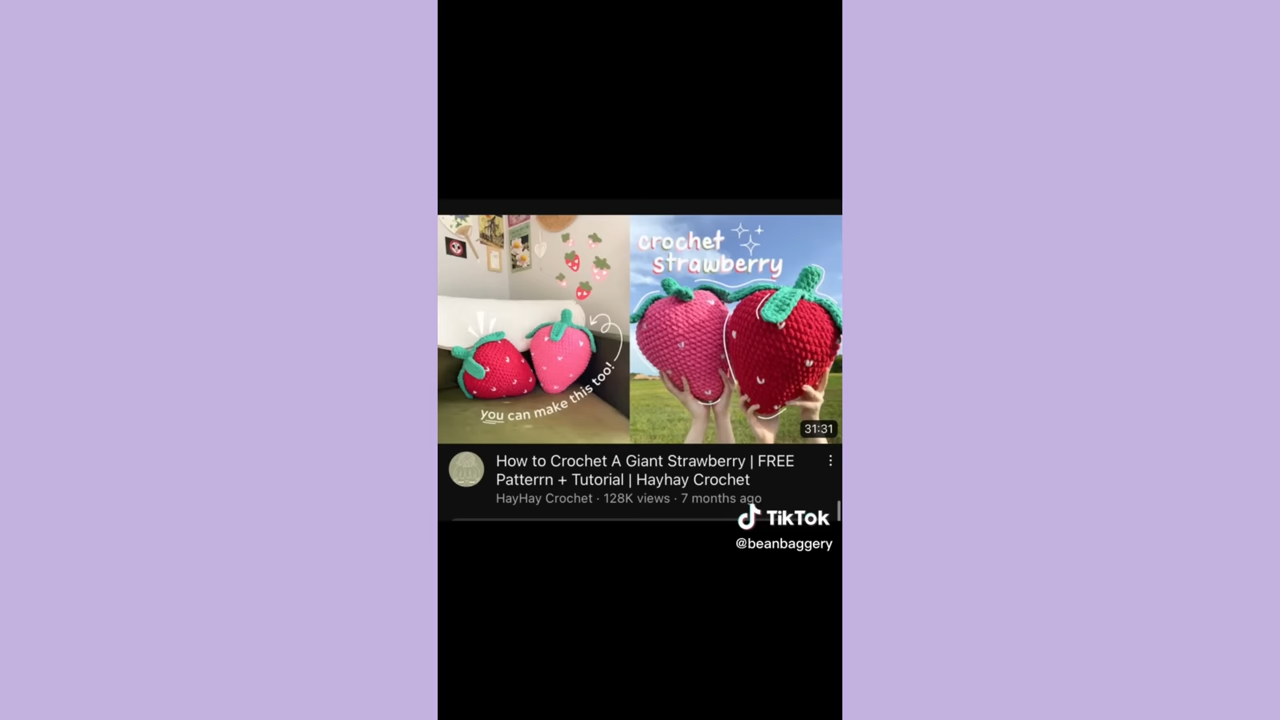 crochet
strawberry
you can make this too!
31:31
How to Crochet A Giant Strawberry | FREE
Patterrn + Tutorial | Hayhay Crochet
HayHay Crochet · 128K views · 7 months ago
TikTok
@beanbaggery